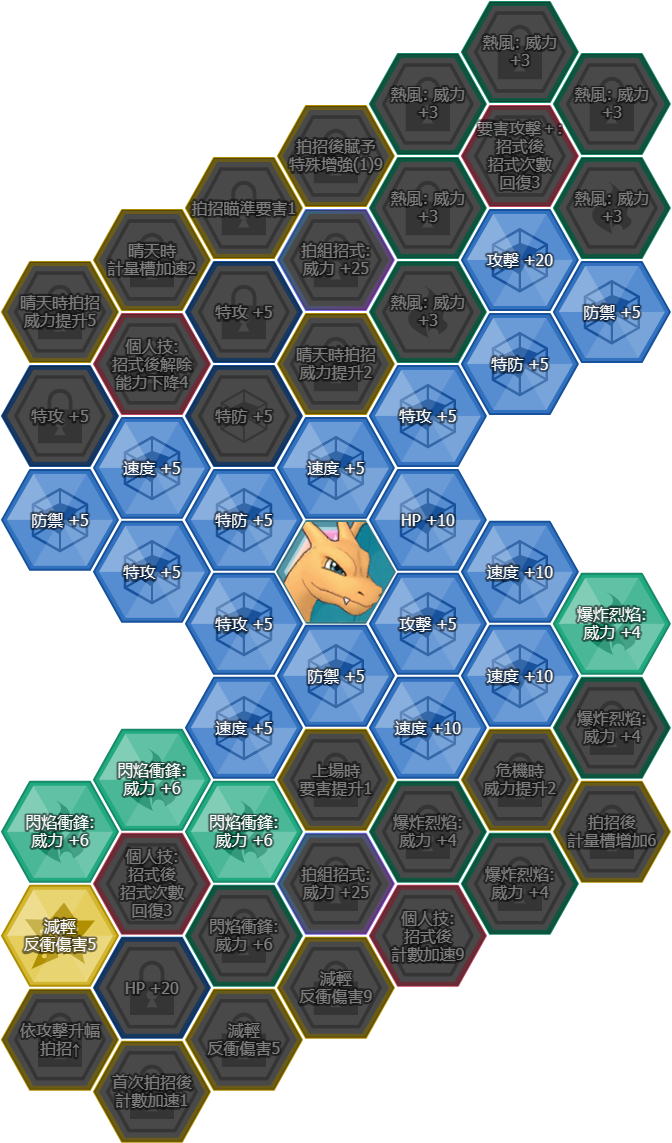 熱風: 威力
+3
熱風: 威力
+3
熱風: 威力
+3
拍招後賦予
特殊增強(1)9
要害攻擊＋:
招式後
招式次數
回復3
拍招瞄準要害1
熱風: 威力
+3
熱風: 威力
+3
晴天時
計量槽加速2
拍組招式:
威力 +25
攻擊 +20
晴天時拍招
威力提升5
特攻 +5
熱風: 威力
+3
防禦 +5
個人技:
招式後解除
能力下降4
晴天時拍招
威力提升2
特防 +5
特攻 +5
特防 +5
特攻 +5
速度 +5
速度 +5
防禦 +5
特防 +5
HP +10
特攻 +5
速度 +10
特攻 +5
攻擊 +5
爆炸烈焰:
威力 +4
防禦 +5
速度 +10
速度 +5
速度 +10
爆炸烈焰:
威力 +4
閃焰衝鋒:
威力 +6
上場時
要害提升1
危機時
威力提升2
閃焰衝鋒:
威力 +6
閃焰衝鋒:
威力 +6
爆炸烈焰:
威力 +4
拍招後
計量槽增加6
個人技:
招式後
招式次數
回復3
拍組招式:
威力 +25
爆炸烈焰:
威力 +4
減輕
反衝傷害5
閃焰衝鋒:
威力 +6
個人技:
招式後
計數加速9
HP +20
減輕
反衝傷害9
依攻擊升幅
拍招↑
減輕
反衝傷害5
首次拍招後
計數加速1